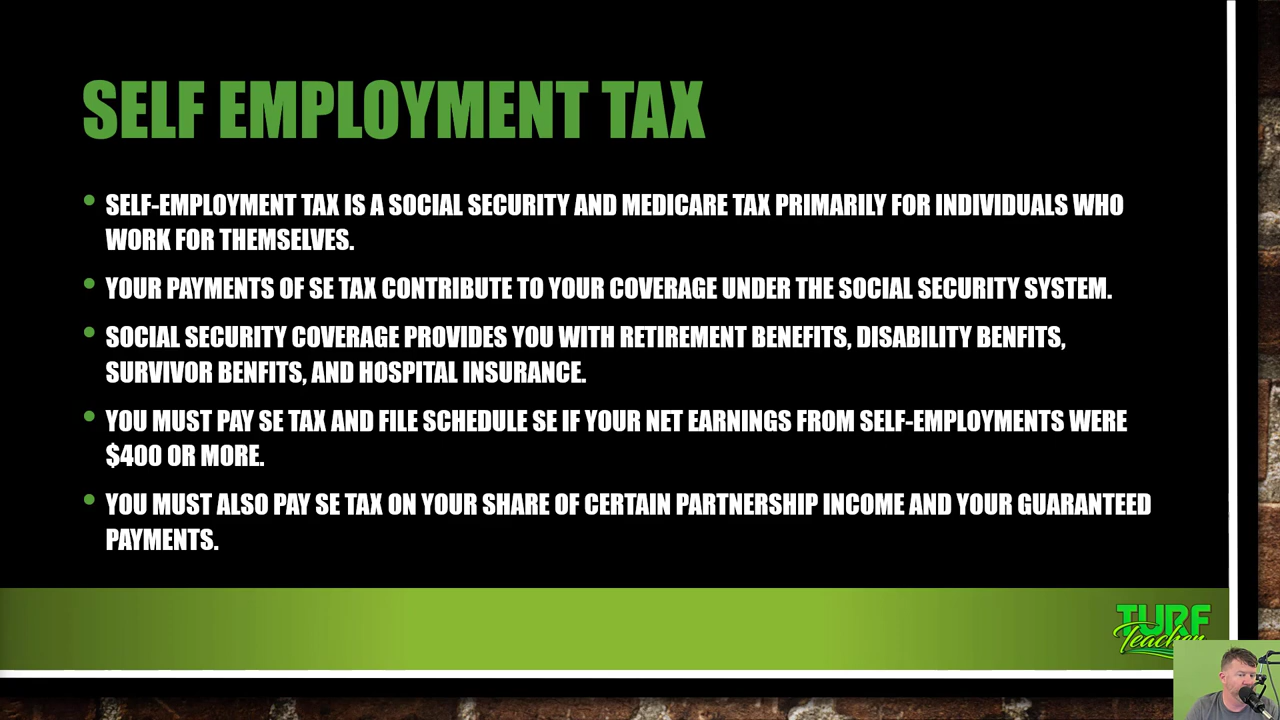 SELF EMPLOYMENT TAX
• SELF-EMPLOYMENT TAX IS A SOCIAL SECURITY AND MEDICARE TAX PRIMARILY FOR INDIVIDUALS WHO
WORK FOR THEMSELVES.
• YOUR PAYMENTS OF SE TAX CONTRIBUTE TO YOUR COVERAGE UNDER THE SOCIAL SECURITY SYSTEM.
• SOCIAL SECURITY COVERAGE PROVIDES YOU WITH RETIREMENT BENEFITS, DISABILITY BENFITS,
SURVIVOR BENFITS, AND HOSPITAL INSURANCE.
• YOU MUST PAY SE TAX AND FILE SCHEDULE SE IF YOUR NET EARNINGS FROM SELF-EMPLOYMENTS WERE
$400 OR MORE.
• YOU MUST ALSO PAY SE TAX ON YOUR SHARE OF CERTAIN PARTNERSHIP INCOME AND YOUR GUARANTEED
PAYMENTS.
TURF
Teacher